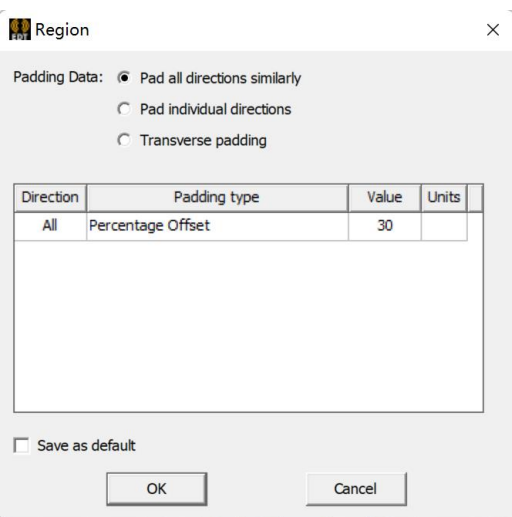 EDT Region
Padding Data: Pad all directions similarly
Pad individual directions
Transverse padding
Direction Padding type Value Units
All Percentage Offset 30
Save as default
OK Cancel